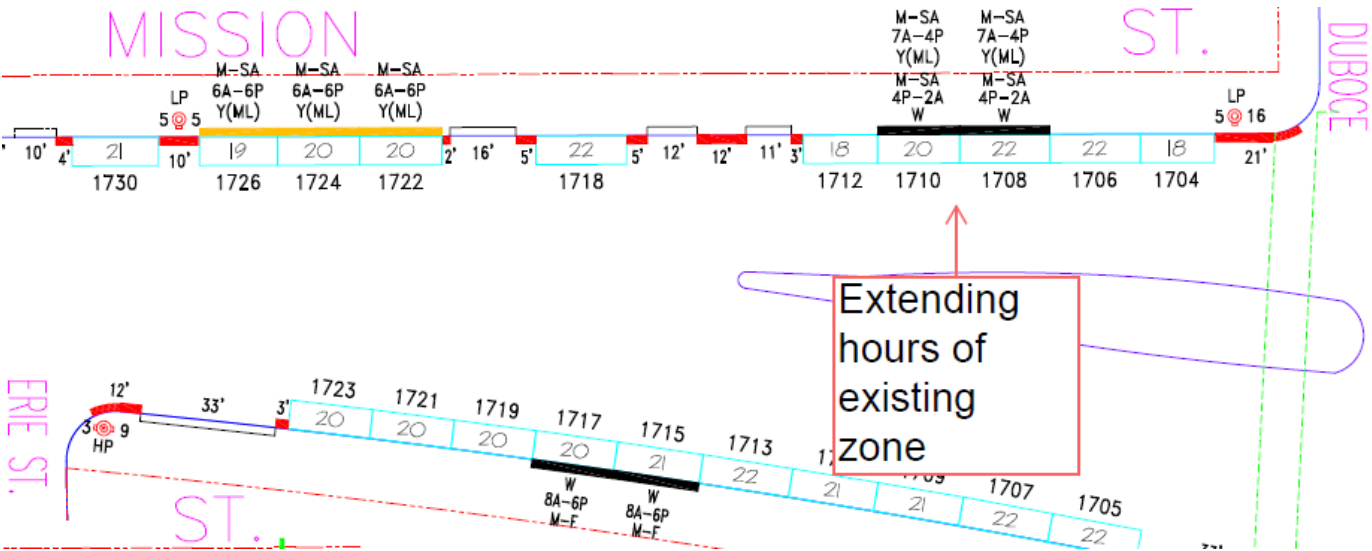 MISSION
ST.
DUBOCE
M-SA
7A-4P
Y(ML)
M-SA
4P-2A
W
M-SA
7A-4P
Y(ML)
M-SA
4P-2A
W
M-SA
6A-6P
Y(ML)
M-SA
6A-6P
Y(ML)
M-SA
6A-6P
Y(ML)
LP
5 5
LP
5 16
10' 4' 21 10' 19 20 20 2' 16' 5' 22 5' 12' 12' 11' 3' 18 20 22 22 18 21'
1730 1726 1724 1722 1718 1712 1710 1708 1706 1704
Extending
hours of
existing
zone
ERIE ST.
12'
3 9
HP
33'
3'
1723 1721 1719 1717 1715 1713 1707 1705
20 20 20 20 21 22 21 21 22 22
W
8A-6P
M-F
W
8A-6P
M-F
ST.